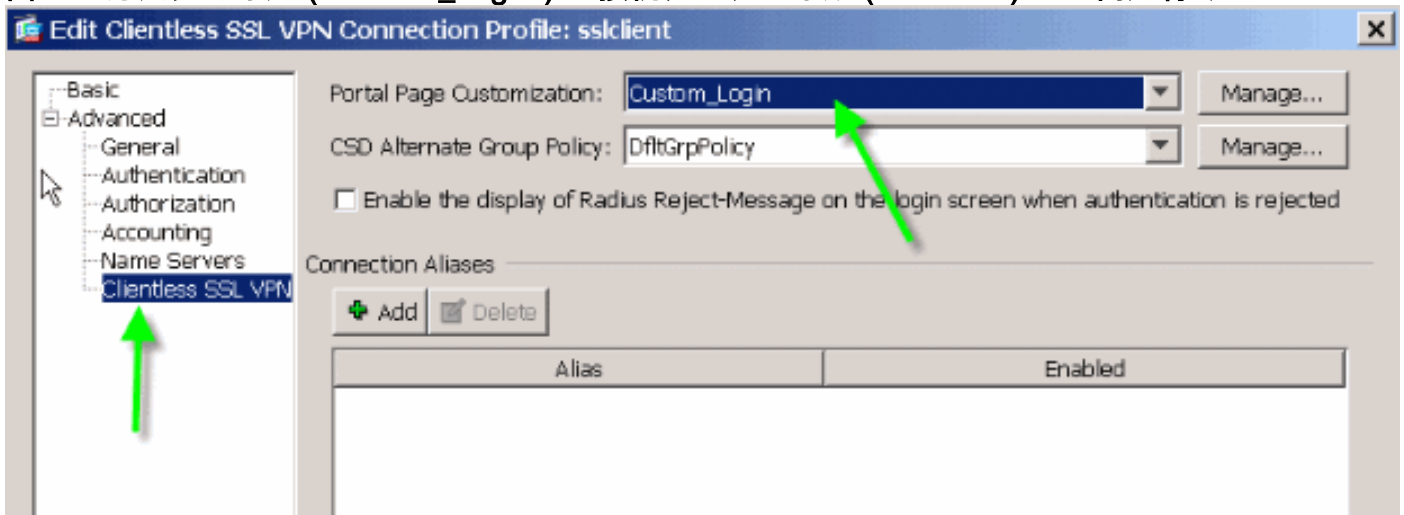 Edit Clientless SSL VPN Connection Profile: sslclient
Basic
Advanced
General
Authentication
Authorization
Accounting
Name Servers
Clientless SSL VPN
Portal Page Customization: Custom_Login Manage...
CSD Alternate Group Policy: DfltGrpPolicy Manage...
Enable the display of Radius Reject-Message on the login screen when authentication is rejected
Connection Aliases
Add Delete
Alias Enabled